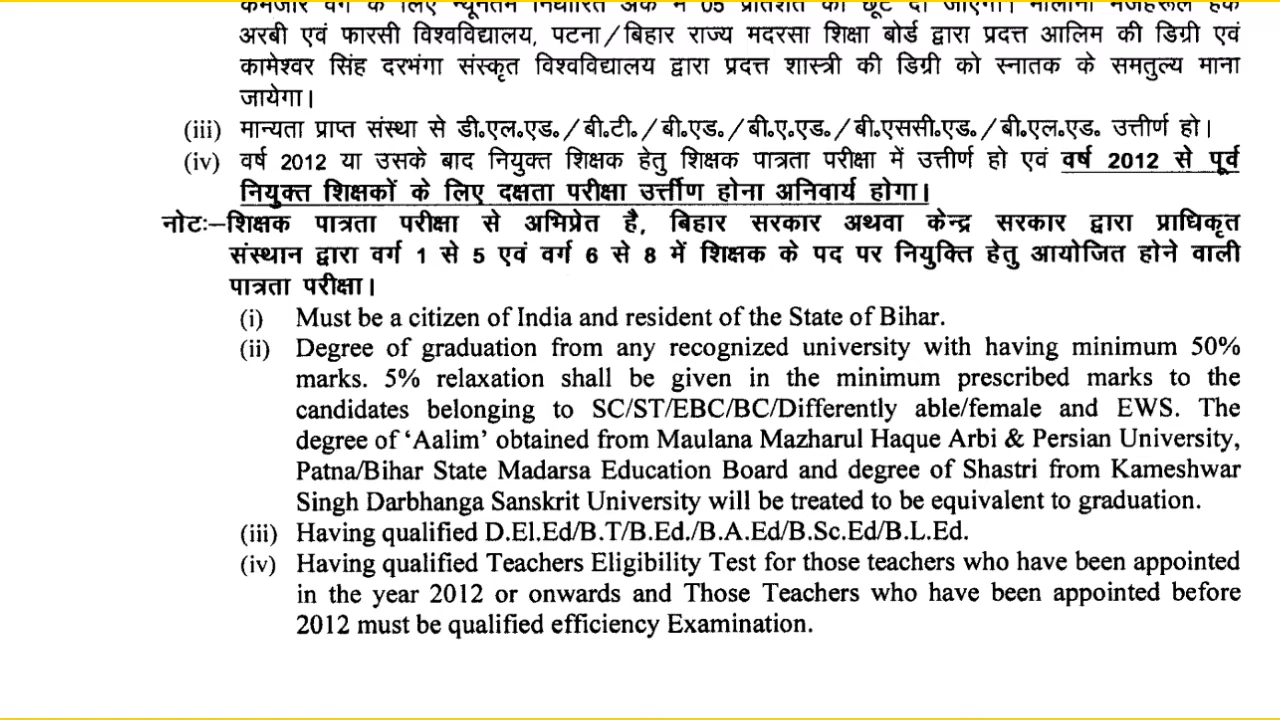 कमजोर वर्ग के लिए न्यूनतम निर्धारित अंक में 05 प्रतिशत की छूट दी जाएगी। मौलाना मजहरूल हक
अरबी एवं फारसी विश्वविद्यालय, पटना/बिहार राज्य मदरसा शिक्षा बोर्ड द्वारा प्रदत्त आलिम की डिग्री एवं
कामेश्वर सिंह दरभंगा संस्कृत विश्वविद्यालय द्वारा प्रदत्त शास्त्री की डिग्री को स्नातक के समतुल्य माना
जायेगा।
(iii) मान्यता प्राप्त संस्था से डी०एल०एड०/बी०टी०/बी०एड०/बी०ए०एड०/बी०एससी०एड०/बी०एल०एड० उत्तीर्ण हो।
(iv) वर्ष 2012 या उसके बाद नियुक्त शिक्षक हेतु शिक्षक पात्रता परीक्षा में उत्तीर्ण हो एवं वर्ष 2012 से पूर्व
नियुक्त शिक्षकों के लिए दक्षता परीक्षा उर्त्तीण होना अनिवार्य होगा।
नोटः–शिक्षक पात्रता परीक्षा से अभिप्रेत है, बिहार सरकार अथवा केन्द्र सरकार द्वारा प्राधिकृत
संस्थान द्वारा वर्ग 1 से 5 एवं वर्ग 6 से 8 में शिक्षक के पद पर नियुक्ति हेतु आयोजित होने वाली
पात्रता परीक्षा।
(i) Must be a citizen of India and resident of the State of Bihar.
(ii) Degree of graduation from any recognized university with having minimum 50%
marks. 5% relaxation shall be given in the minimum prescribed marks to the
candidates belonging to SC/ST/EBC/BC/Differently able/female and EWS. The
degree of ‘Aalim’ obtained from Maulana Mazharul Haque Arbi & Persian University,
Patna/Bihar State Madarsa Education Board and degree of Shastri from Kameshwar
Singh Darbhanga Sanskrit University will be treated to be equivalent to graduation.
(iii) Having qualified D.El.Ed/B.T/B.Ed./B.A.Ed/B.Sc.Ed/B.L.Ed.
(iv) Having qualified Teachers Eligibility Test for those teachers who have been appointed
in the year 2012 or onwards and Those Teachers who have been appointed before
2012 must be qualified efficiency Examination.